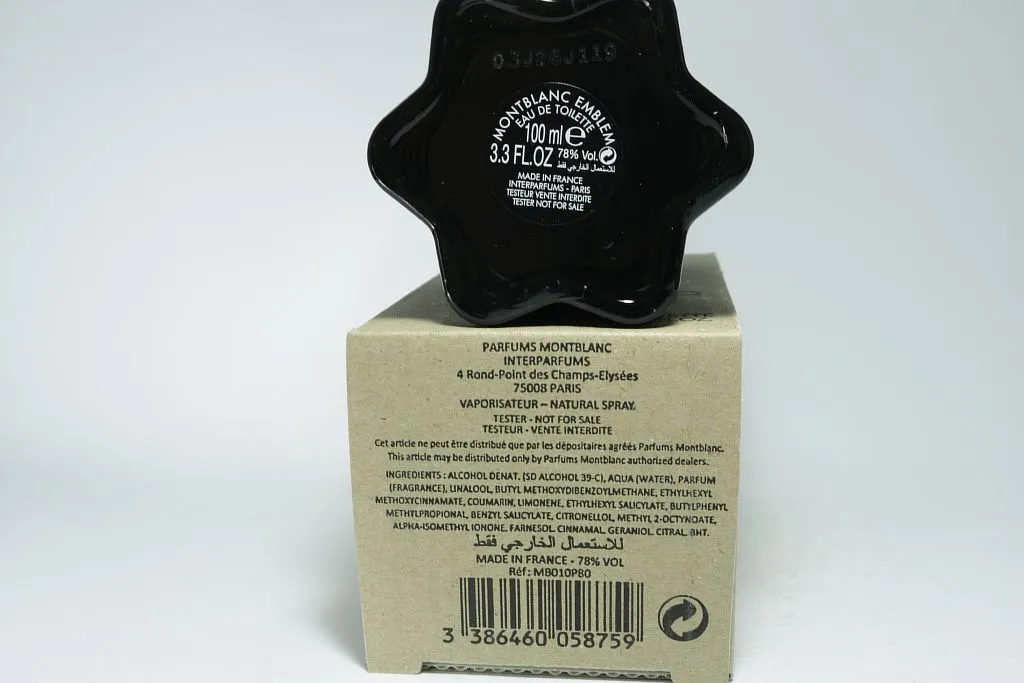 03J26J119
MONTBLANC EMBLEM
EAU DE TOILETTE
100 ml e
3.3 FL.OZ 78% Vol.
للاستعمال الخارجي فقط
MADE IN FRANCE
INTERPARFUMS - PARIS
TESTEUR VENTE INTERDITE
TESTER NOT FOR SALE
PARFUMS MONTBLANC
INTERPARFUMS
4 Rond-Point des Champs-Elysées
75008 PARIS
VAPORISATEUR – NATURAL SPRAY
TESTER - NOT FOR SALE
TESTEUR - VENTE INTERDITE
Cet article ne peut être distribué que par les dépositaires agréés Parfums Montblanc.
This article may be distributed only by Parfums Montblanc authorized dealers.
INGREDIENTS : ALCOHOL DENAT. (SD ALCOHOL 39-C), AQUA (WATER), PARFUM
(FRAGRANCE), LINALOOL, BUTYL METHOXYDIBENZOYLMETHANE, ETHYLHEXYL
METHOXYCINNAMATE, COUMARIN, LIMONENE, ETHYLHEXYL SALICYLATE, BUTYLPHENYL
METHYLPROPIONAL, BENZYL SALICYLATE, CITRONELLOL, METHYL 2-OCTYNOATE,
ALPHA-ISOMETHYL IONONE, FARNESOL, CINNAMAL, GERANIOL, CITRAL, BHT.
للاستعمال الخارجي فقط
MADE IN FRANCE - 78% VOL
Réf: MB010P80
3 386460 058759